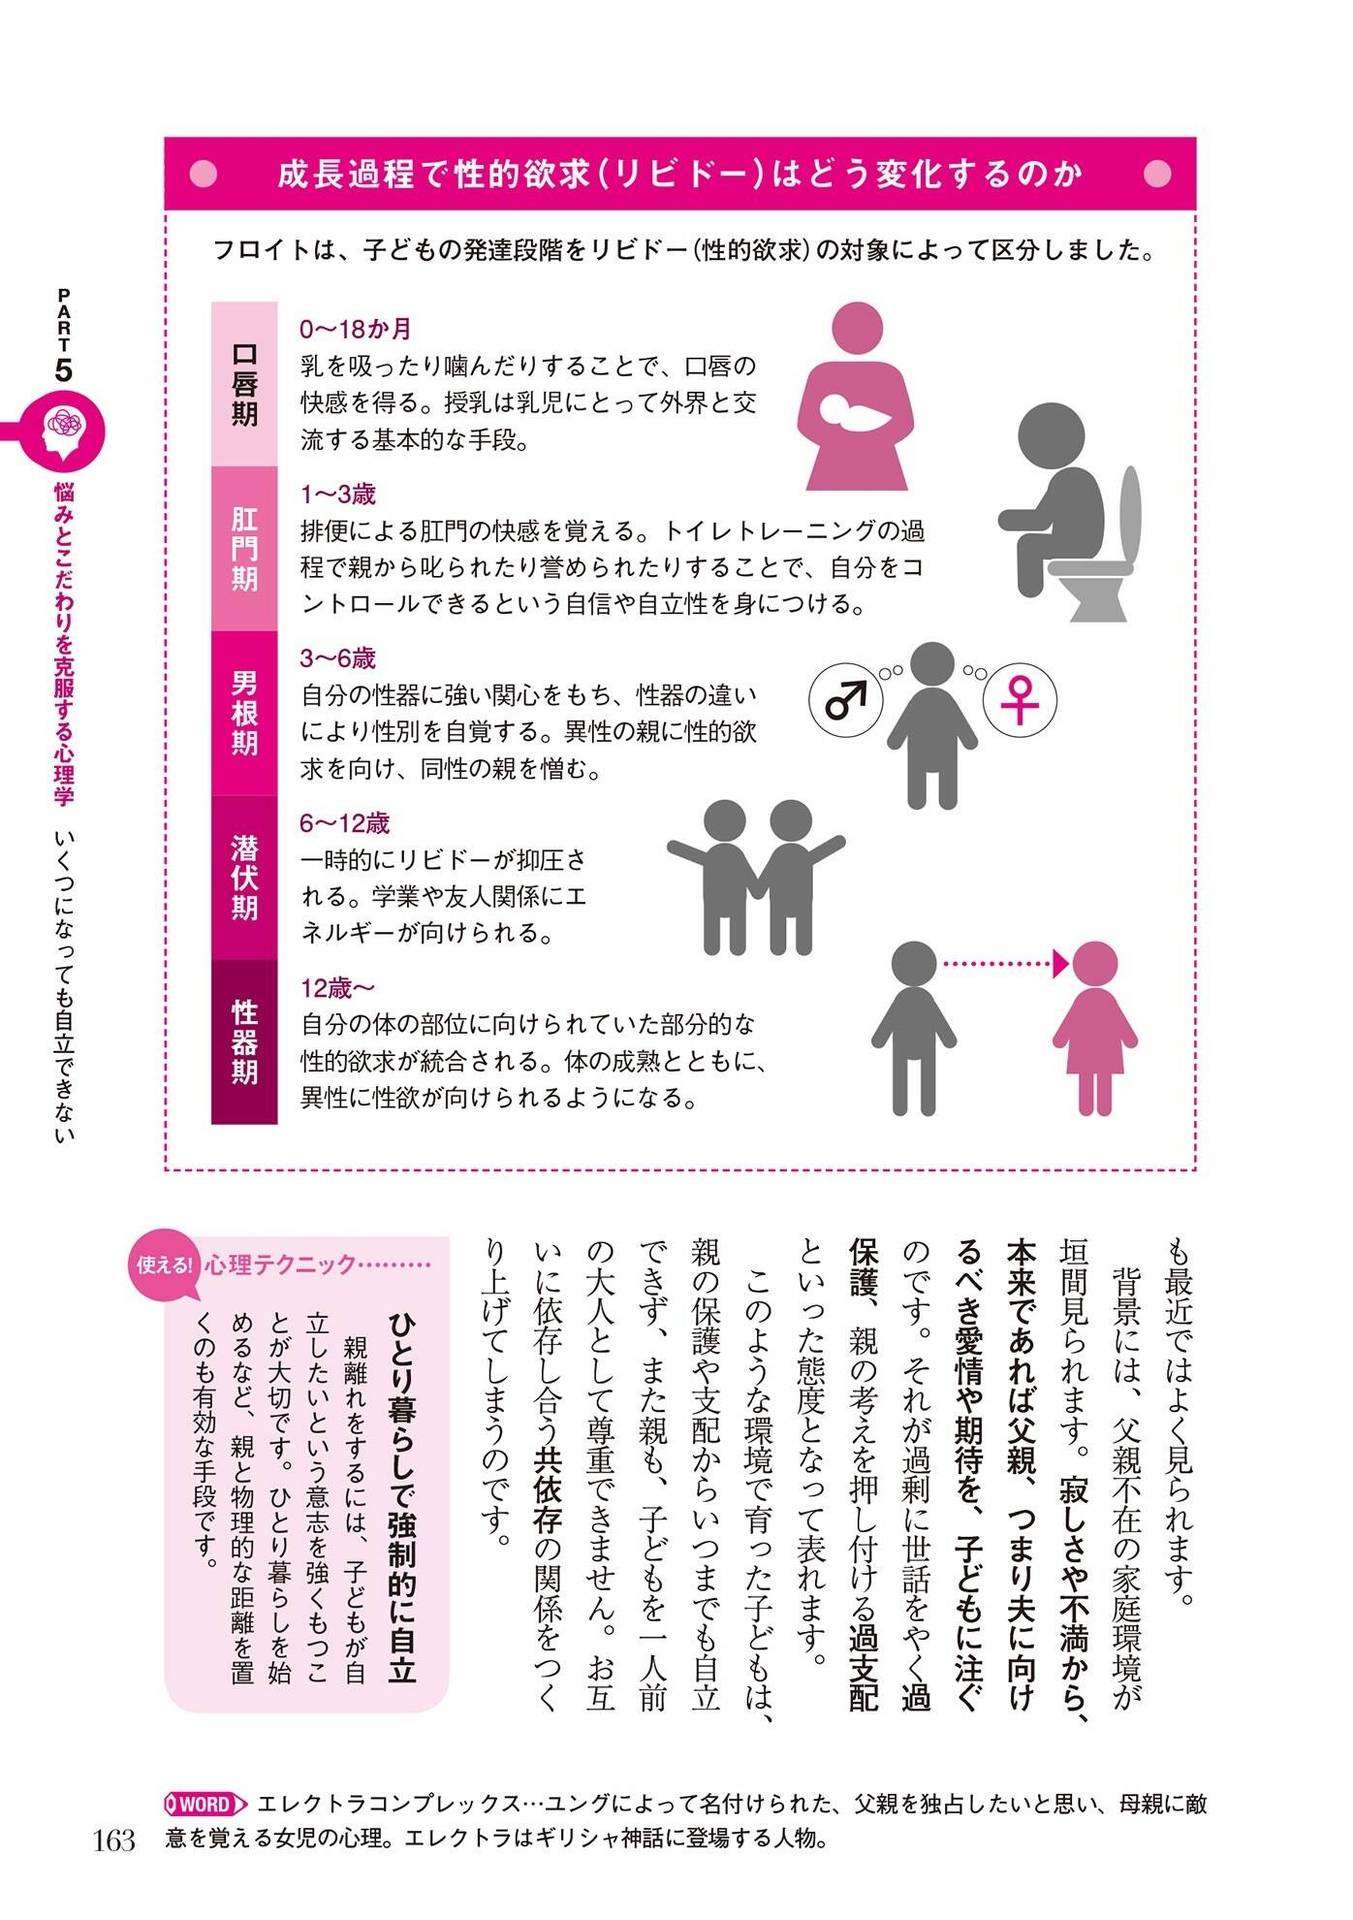 成長過程で性的欲求(リビドー)はどう変化するのか
フロイトは、子どもの発達段階をリビドー(性的欲求)の対象によって区分しました。
口唇期
0〜18か月
乳を吸ったり噛んだりすることで、口唇の
快感を得る。授乳は乳児にとって外界と交
流する基本的な手段。
肛門期
1〜3歳
排便による肛門の快感を覚える。トイレトレーニングの過
程で親から叱られたり誉められたりすることで、自分をコ
ントロールできるという自信や自立性を身につける。
男根期
3〜6歳
自分の性器に強い関心をもち、性器の違い
により性別を自覚する。異性の親に性的欲
求を向け、同性の親を憎む。
潜伏期
6〜12歳
一時的にリビドーが抑圧さ
れる。学業や友人関係にエ
ネルギーが向けられる。
性器期
12歳〜
自分の体の部位に向けられていた部分的な
性的欲求が統合される。体の成熟とともに、
異性に性欲が向けられるようになる。
PART5
悩みとこだわりを克服する心理学 いくつになっても自立できない
も最近ではよく見られます。
背景には、父親不在の家庭環境が
垣間見られます。寂しさや不満から、
本来であれば父親、つまり夫に向け
るべき愛情や期待を、子どもに注ぐ
のです。それが過剰に世話をやく過
保護、親の考えを押し付ける過支配
といった態度となって表れます。
このような環境で育った子どもは、
親の保護や支配からいつまでも自立
できず、また親も、子どもを一人前
の大人として尊重できません。お互
いに依存し合う共依存の関係をつく
り上げてしまうのです。
使える!
心理テクニック………
ひとり暮らしで強制的に自立
親離れをするには、子どもが自
立したいという意志を強くもつこ
とが大切です。ひとり暮らしを始
めるなど、親と物理的な距離を置
くのも有効な手段です。
WORD エレクトラコンプレックス…ユングによって名付けられた、父親を独占したいと思い、母親に敵
意を覚える女児の心理。エレクトラはギリシャ神話に登場する人物。
163